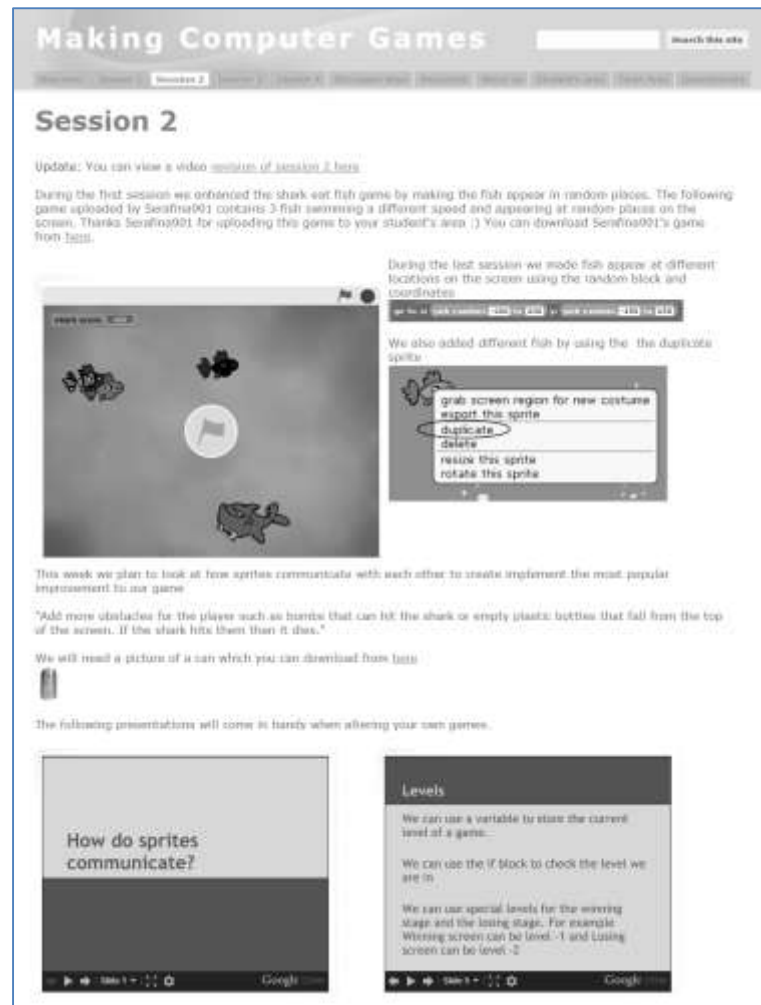 Making Computer Games
Search this site
Session 2
Session 2
Update: You can view a video revision of session 2 here
During the first session we enhanced the shark eat fish game by making the fish appear in random places. The following
game uploaded by Serafina001 contains 3 fish swimming a different speed and appearing at random places on the
screen. Thanks Serafina001 for uploading this game to your student's area :) You can download Serafina001's game
from here.
During the last session we made fish appear at different
locations on the screen using the random block and
coordinates
We also added different fish by using the the duplicate
sprite
grab screen region for new costume
export this sprite
duplicate
delete
resize this sprite
rotate this sprite
This week we plan to look at how sprites communicate with each other to create implement the most popular
improvement to our game
"Add more obstacles for the player such as bombs that can hit the shark or empty plastic bottles that fall from the top
of the screen. If the shark hits them then it dies."
We will need a picture of a can which you can download from here
The following presentations will come in handy when altering your own games.
How do sprites
communicate?
Slide 1
Google
Levels
We can use a variable to store the current
level of a game.
We can use the if block to check the level we
are in
We can use special levels for the winning
stage and the losing stage. For example
Winning screen can be level -1 and Losing
screen can be level -2
Slide 1
Google